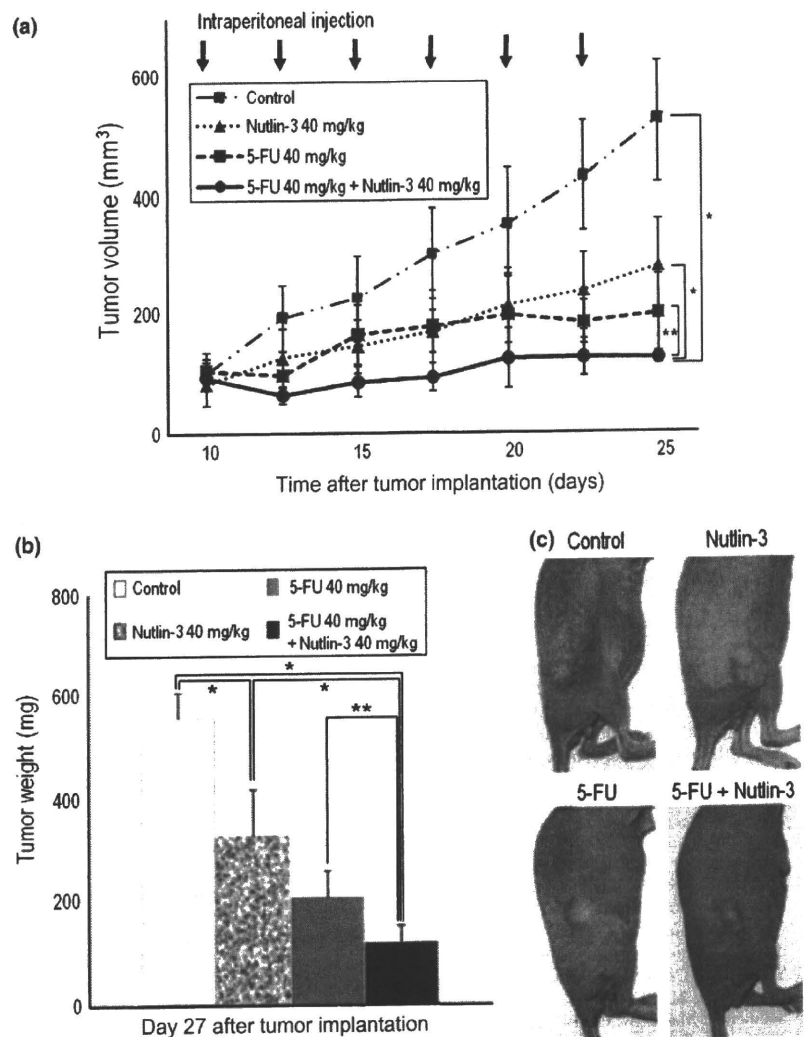 (a)
Intraperitoneal injection
Tumor volume (mm³)
600
400
200
0
Control
Nutlin-3 40 mg/kg
5-FU 40 mg/kg
5-FU 40 mg/kg + Nutlin-3 40 mg/kg
*
*
**
10 15 20 25
Time after tumor implantation (days)
(b)
Tumor weight (mg)
800
600
400
200
0
Control
5-FU 40 mg/kg
Nutlin-3 40 mg/kg
5-FU 40 mg/kg
+ Nutlin-3 40 mg/kg
*
* *
**
Day 27 after tumor implantation
(c)
Control Nutlin-3
5-FU 5-FU + Nutlin-3